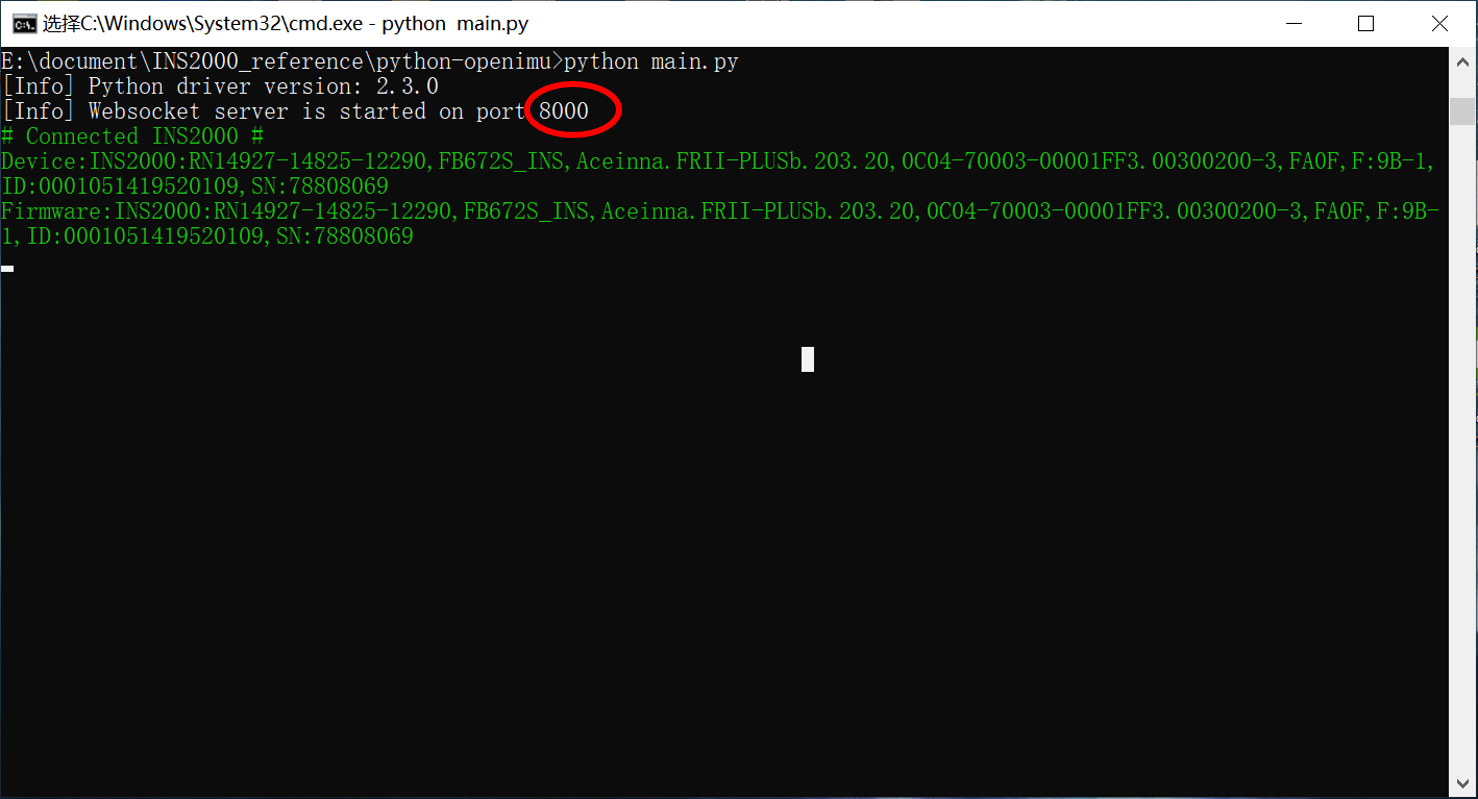 选择C:\Windows\System32\cmd.exe - python  main.py
E:\document\INS2000_reference\python-openimu>python main.py
[Info] Python driver version: 2.3.0
[Info] Websocket server is started on port 8000
# Connected INS2000 #
Device:INS2000:RN14927-14825-12290,FB672S_INS,Aceinna.FRII-PLUSb.203.20,0C04-70003-00001FF3.00300200-3,FA0F,F:9B-1,
ID:0001051419520109,SN:78808069
Firmware:INS2000:RN14927-14825-12290,FB672S_INS,Aceinna.FRII-PLUSb.203.20,0C04-70003-00001FF3.00300200-3,FA0F,F:9B-
1,ID:0001051419520109,SN:78808069